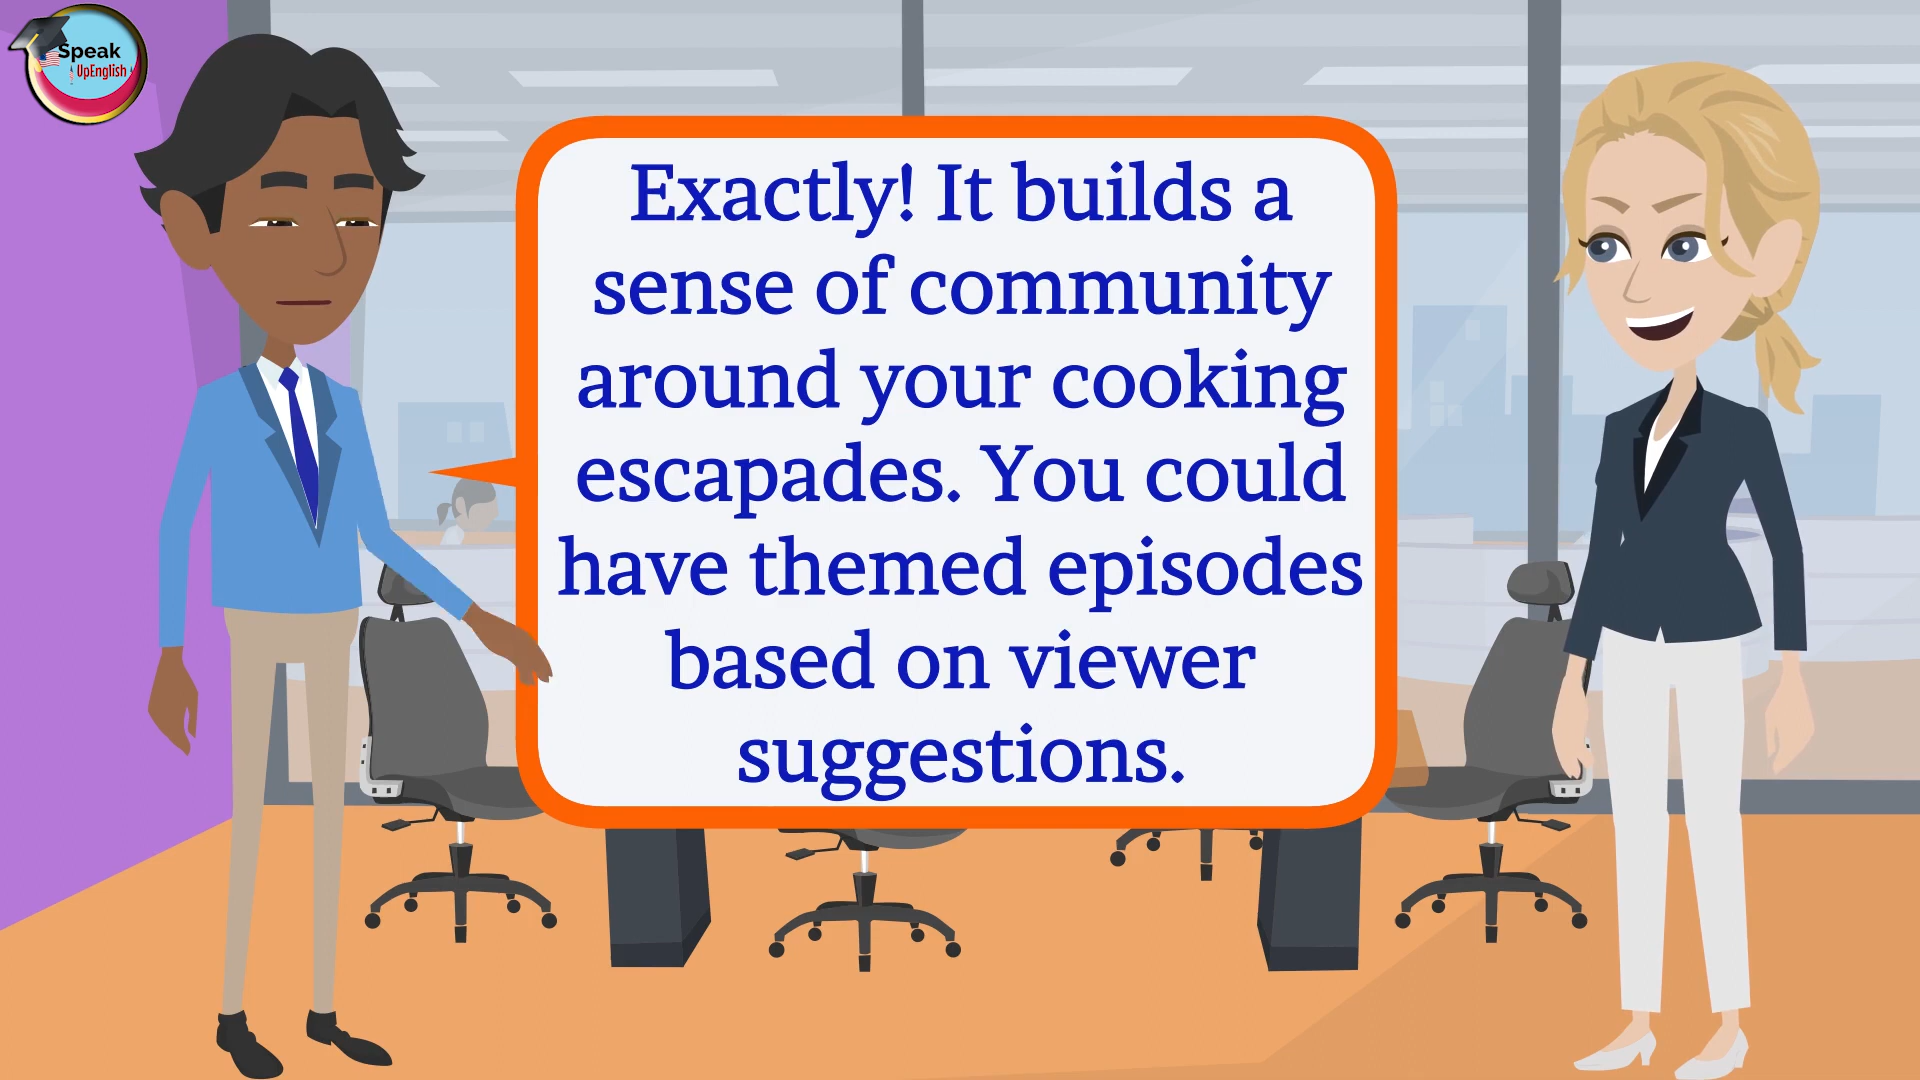 Speak
UpEnglish
Exactly! It builds a
sense of community
around your cooking
escapades. You could
have themed episodes
based on viewer
suggestions.